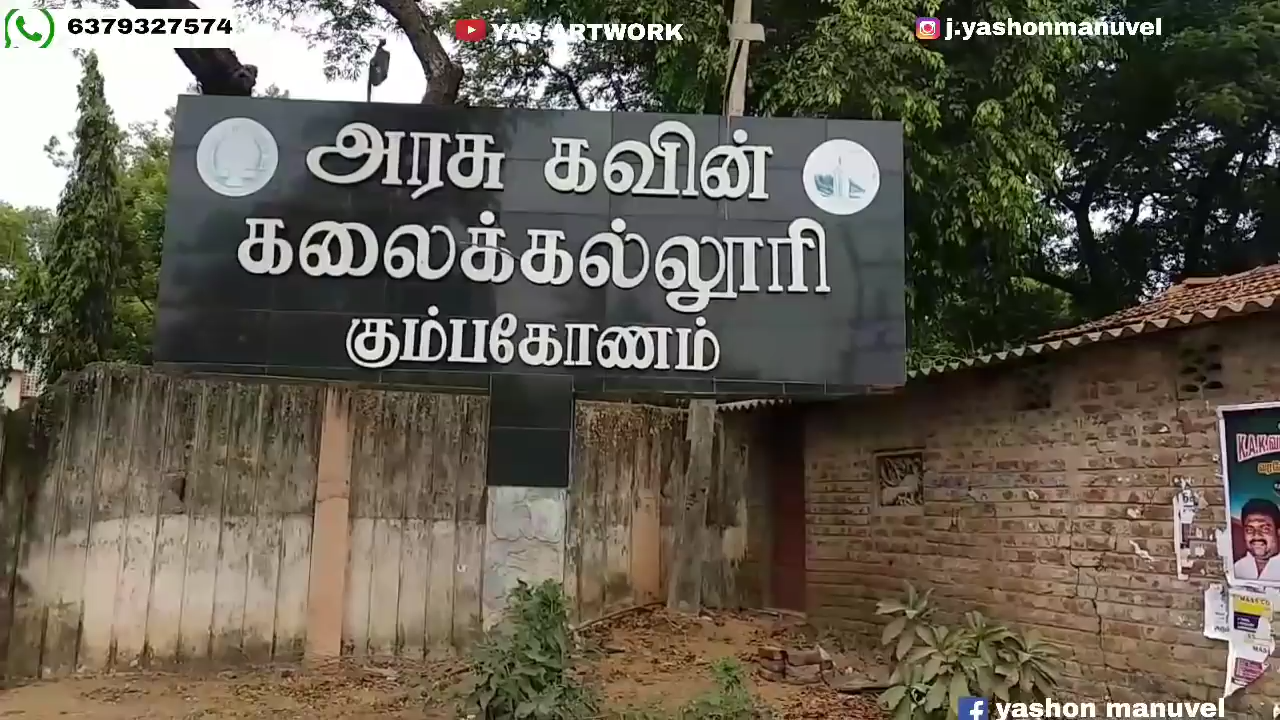 6379327574
YAS ARTWORK
j.yashonmanuvel
அரசு கவின்
கலைக்கல்லூரி
கும்பகோணம்
yashon manuvel